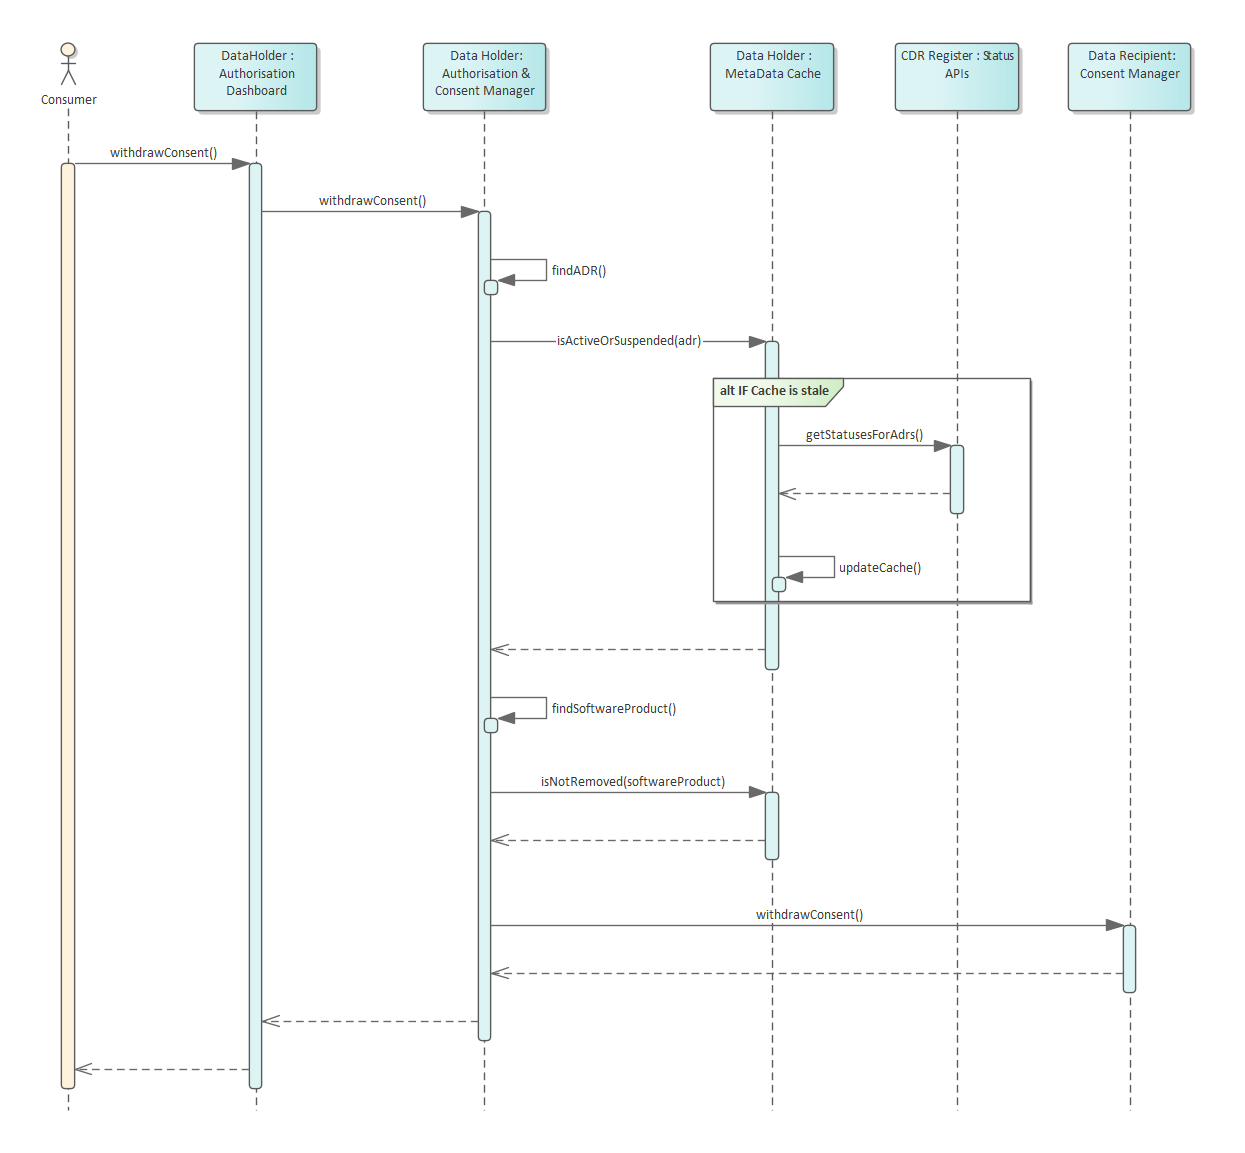 Consumer
DataHolder :
Authorisation
Dashboard
Data Holder:
Authorisation &
Consent Manager
Data Holder :
MetaData Cache
CDR Register : Status
APIs
Data Recipient:
Consent Manager
withdrawConsent()
withdrawConsent()
findADR()
isActiveOrSuspended(adr)
alt IF Cache is stale
getStatusesForAdrs()
updateCache()
findSoftwareProduct()
isNotRemoved(softwareProduct)
withdrawConsent()